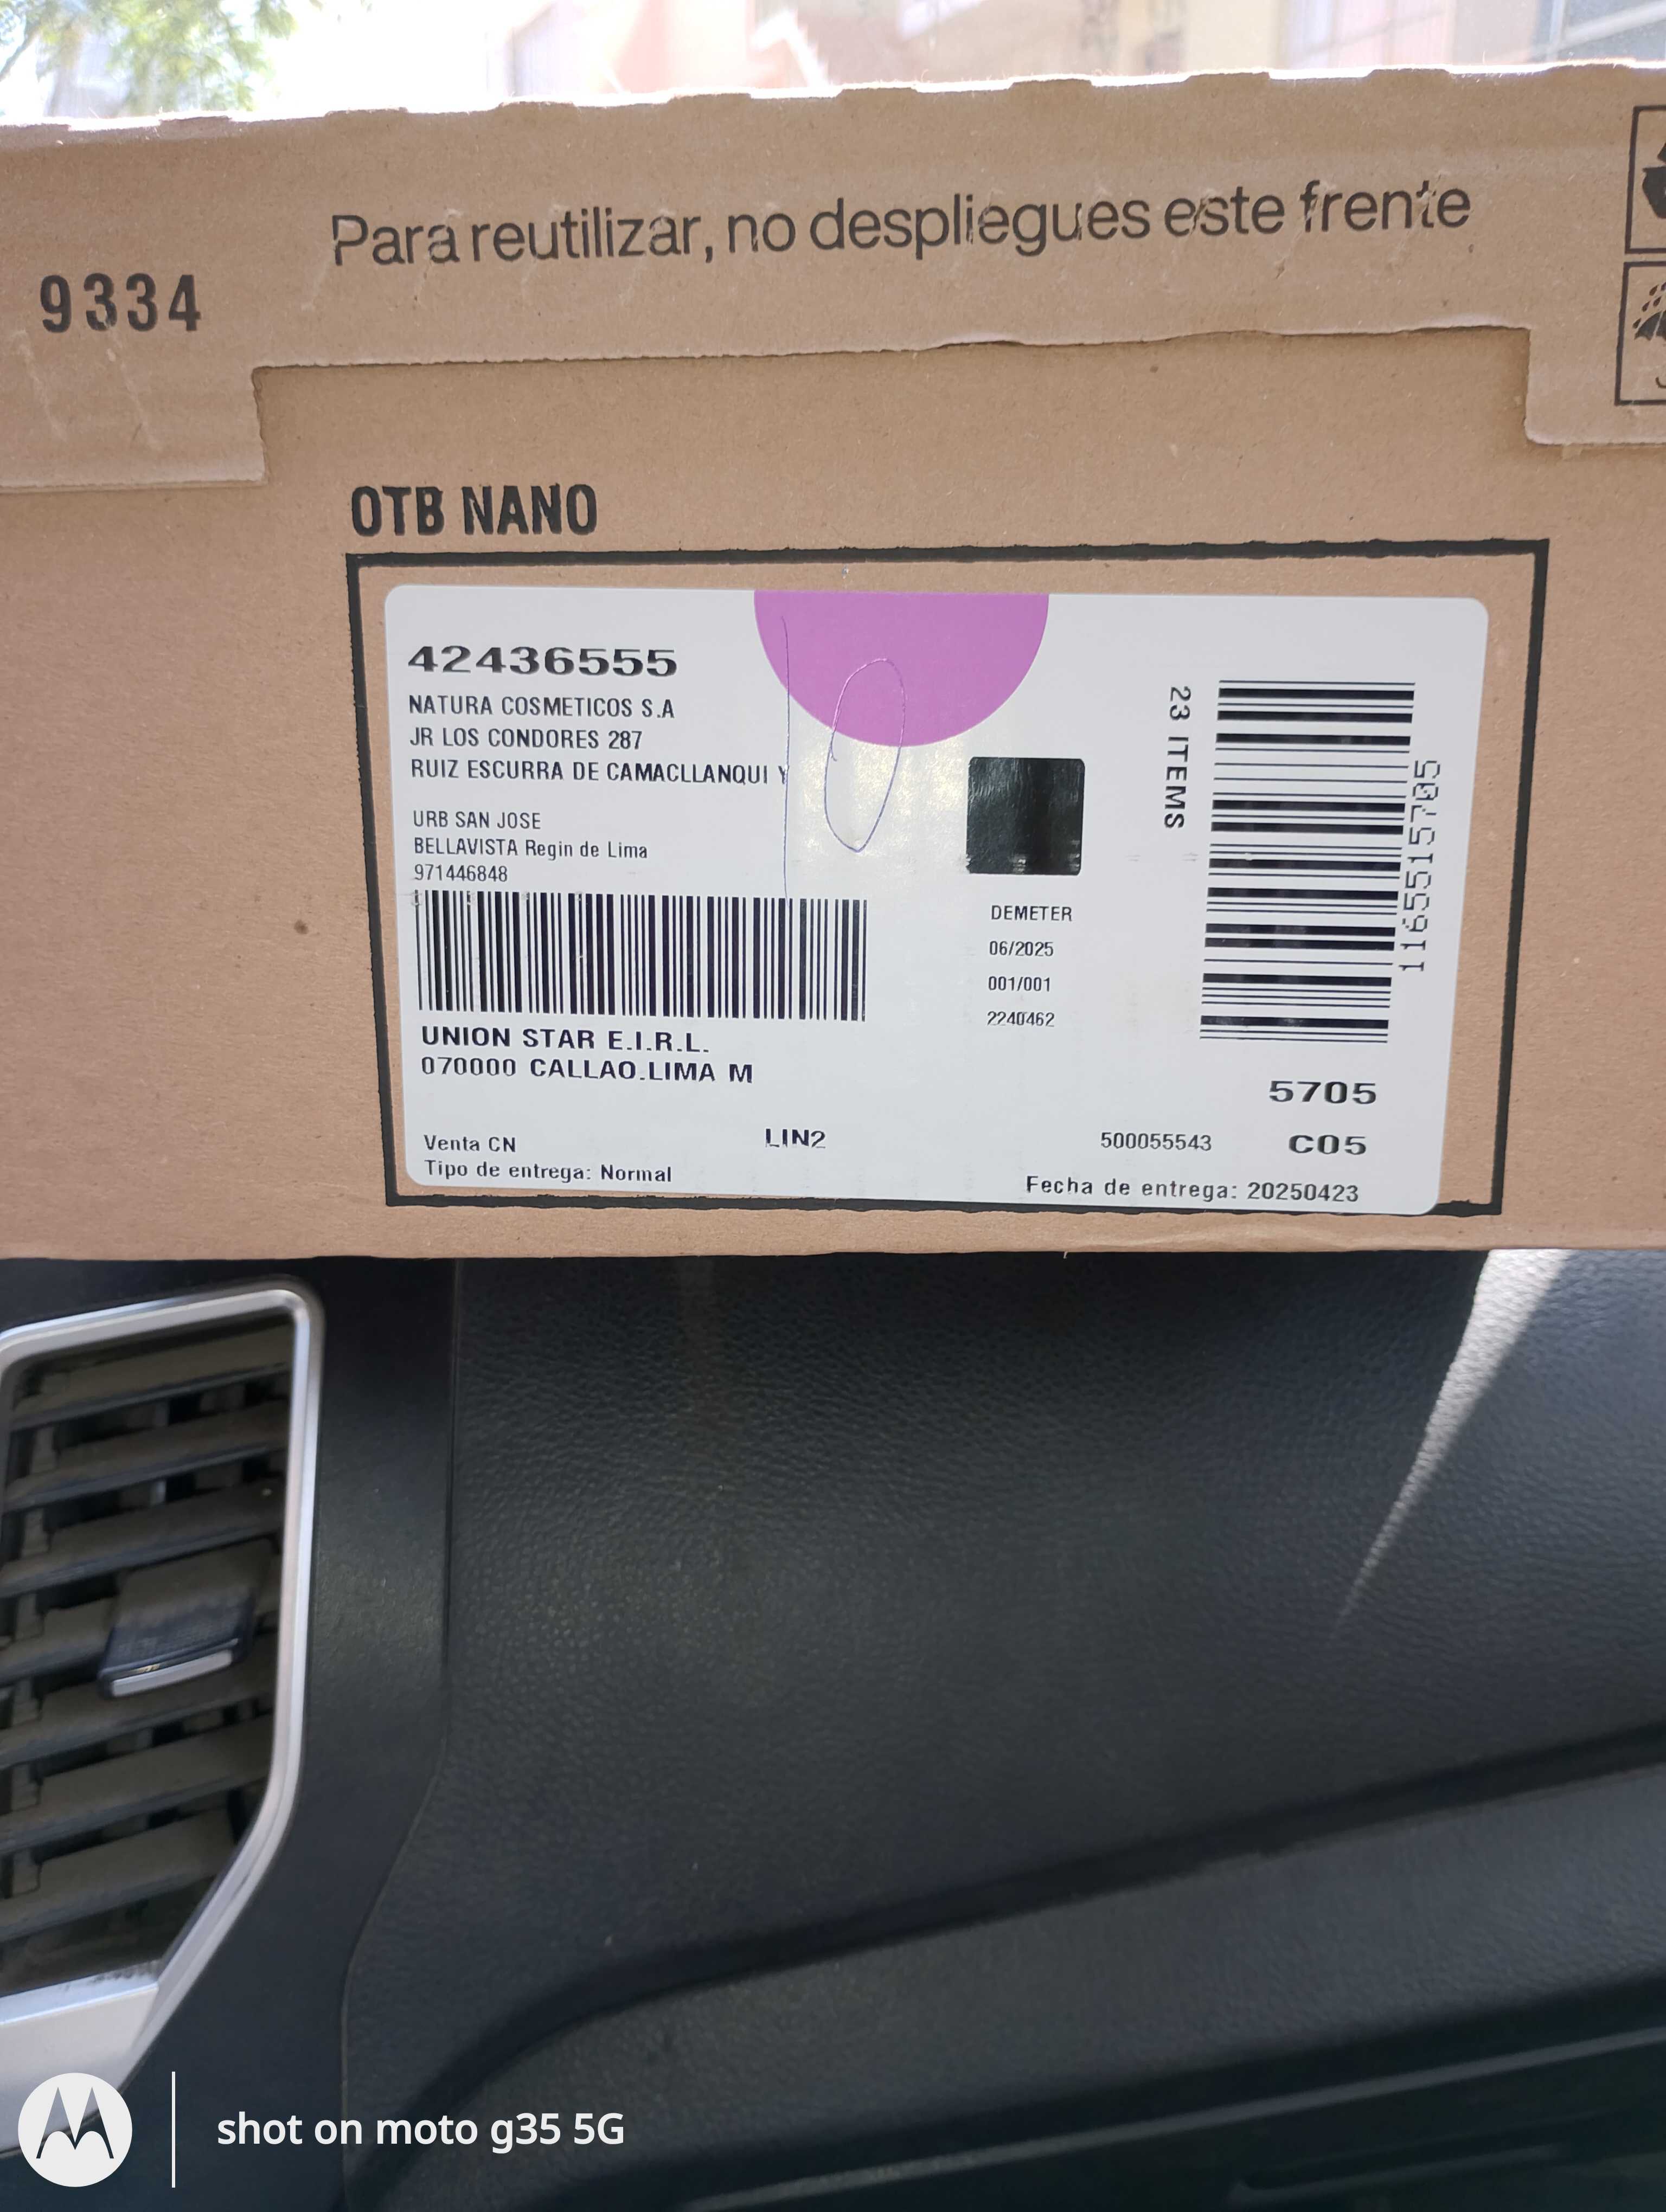 Para reutilizar, no despliegues este frente
9334
OTB NANO
42436555
NATURA COSMETICOS S.A
JR LOS CONDORES 287
RUIZ ESCURRA DE CAMACLLANQUI Y
URB SAN JOSE
BELLAVISTA Regin de Lima
971446848
UNION STAR E.I.R.L.
070000 CALLAO.LIMA M
Venta CN
Tipo de entrega: Normal
LIN2
DEMETER
06/2025
001/001
2240462
23 ITEMS
1165515705
5705
500055543
C05
Fecha de entrega: 20250423
shot on moto g35 5G